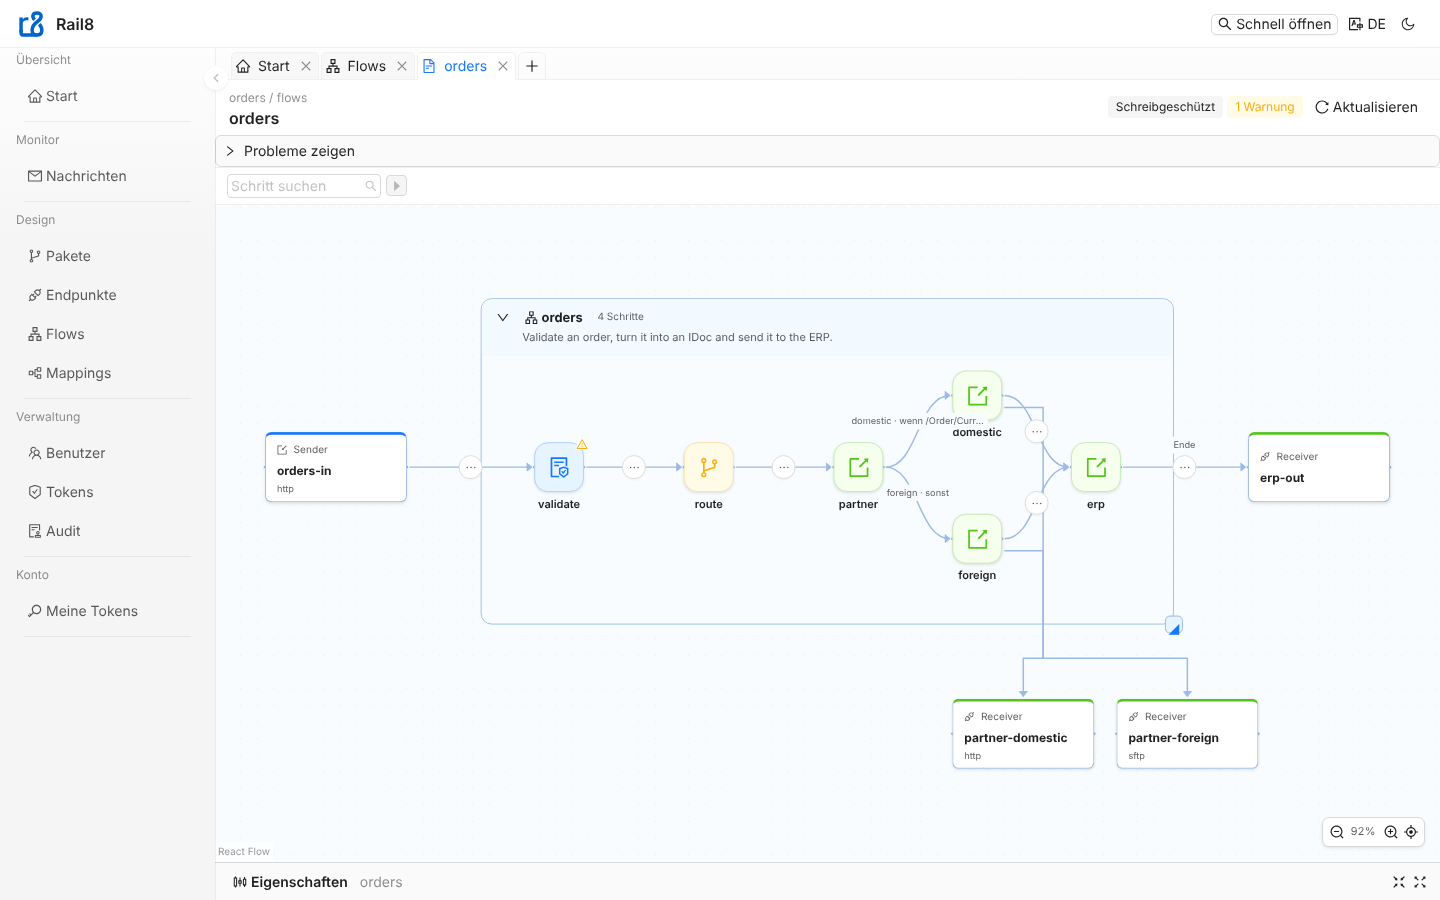 Rail8
Schnell öffnen
DE
Übersicht
Start
Monitor
Nachrichten
Design
Pakete
Endpunkte
Flows
Mappings
Verwaltung
Benutzer
Tokens
Audit
Konto
Meine Tokens
Start
Flows
orders
orders / flows
orders
Schreibgeschützt
1 Warnung
Aktualisieren
Probleme zeigen
Schritt suchen
orders
4 Schritte
Validate an order, turn it into an IDoc and send it to the ERP.
Sender
orders-in
http
validate
route
partner
domestic · wenn /Order/Curr...
domestic
foreign · sonst
foreign
erp
Ende
Receiver
erp-out
Receiver
partner-domestic
http
Receiver
partner-foreign
sftp
92%
React Flow
Eigenschaften
orders